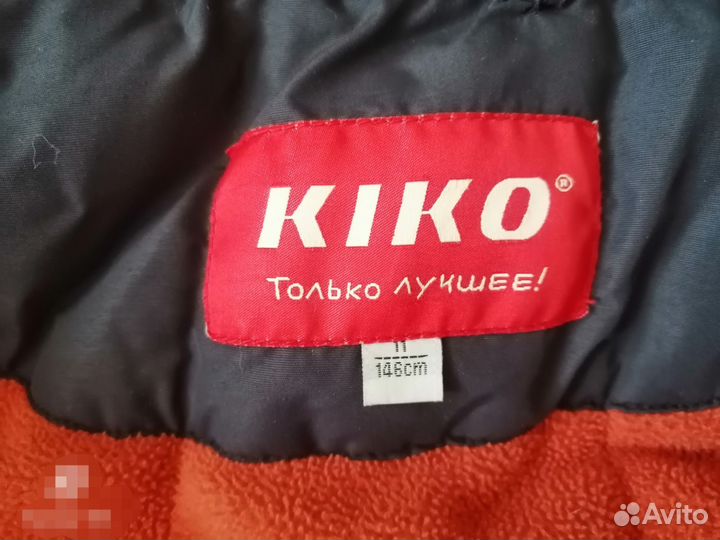 KIKO®
Только лучшее!
11
146cm
Avito